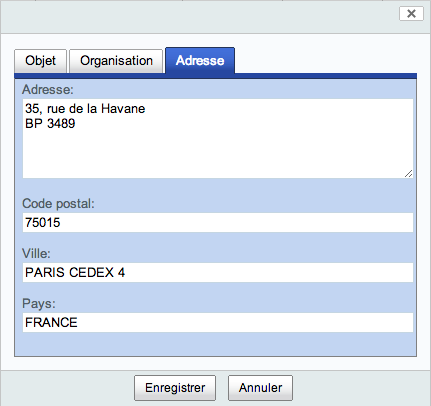 Objet Organisation Adresse
Adresse:
35, rue de la Havane
BP 3489
Code postal:
75015
Ville:
PARIS CEDEX 4
Pays:
FRANCE
Enregistrer Annuler